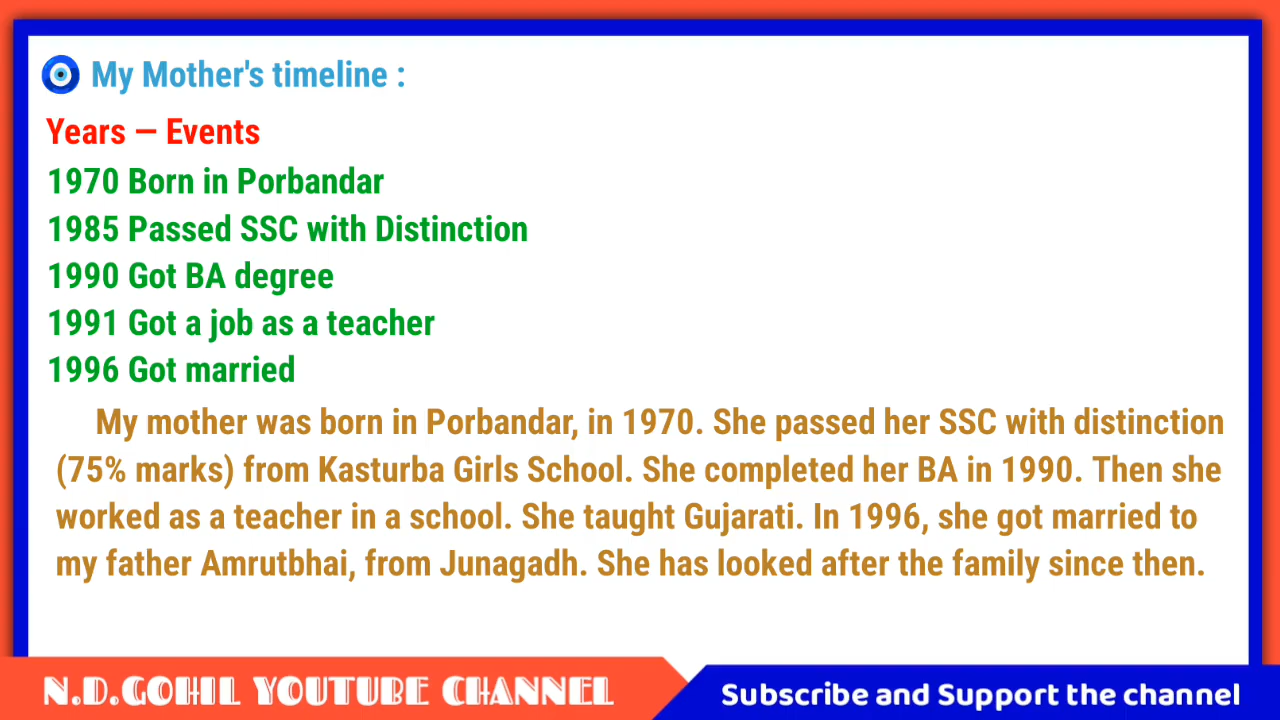 My Mother's timeline :
Years — Events
1970 Born in Porbandar
1985 Passed SSC with Distinction
1990 Got BA degree
1991 Got a job as a teacher
1996 Got married
My mother was born in Porbandar, in 1970. She passed her SSC with distinction
(75% marks) from Kasturba Girls School. She completed her BA in 1990. Then she
worked as a teacher in a school. She taught Gujarati. In 1996, she got married to
my father Amrutbhai, from Junagadh. She has looked after the family since then.
N.D.GOHIL YOUTUBE CHANNEL
Subscribe and Support the channel